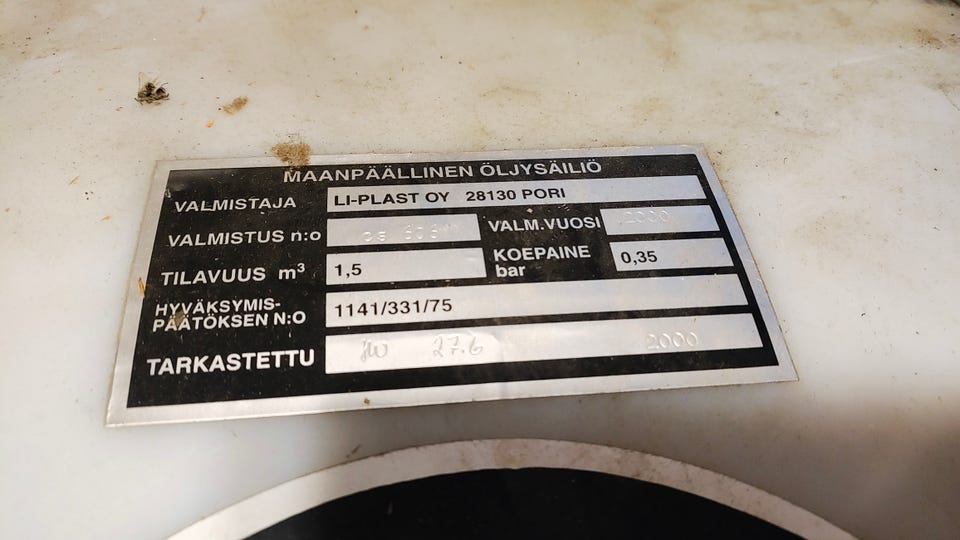 MAANPÄÄLLINEN ÖLJYSÄILIÖ
VALMISTAJA LI-PLAST OY 28130 PORI
VALMISTUS n:o VALM.VUOSI 2000
TILAVUUS m³ 1,5 KOEPAINE bar 0,35
HYVÄKSYMIS-
PÄÄTÖKSEN N:O 1141/331/75
TARKASTETTU 27.6 2000